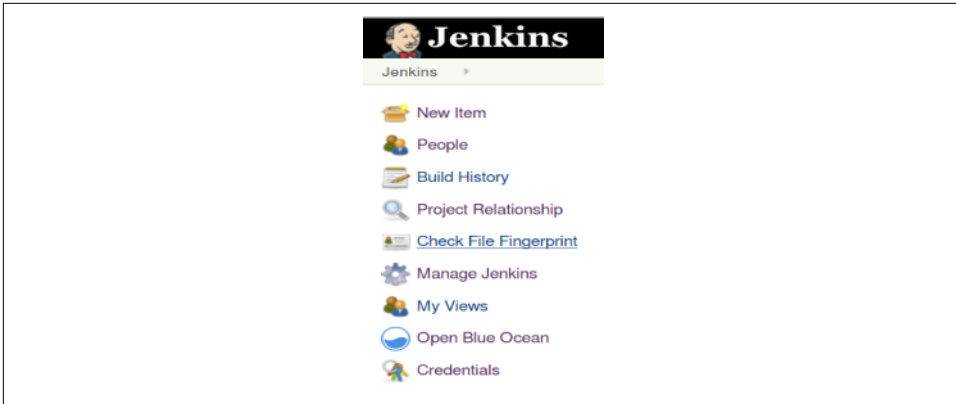 Jenkins
Jenkins
New Item
People
Build History
Project Relationship
Check File Fingerprint
Manage Jenkins
My Views
Open Blue Ocean
Credentials